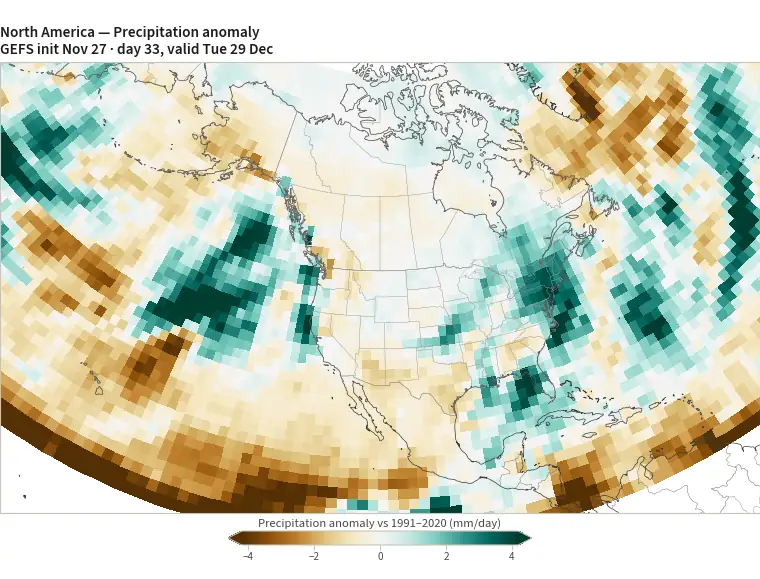 North America — Precipitation anomaly
GEFS init Nov 27 · day 33, valid Tue 29 Dec
Precipitation anomaly vs 1991–2020 (mm/day)
−4 −2 0 2 4